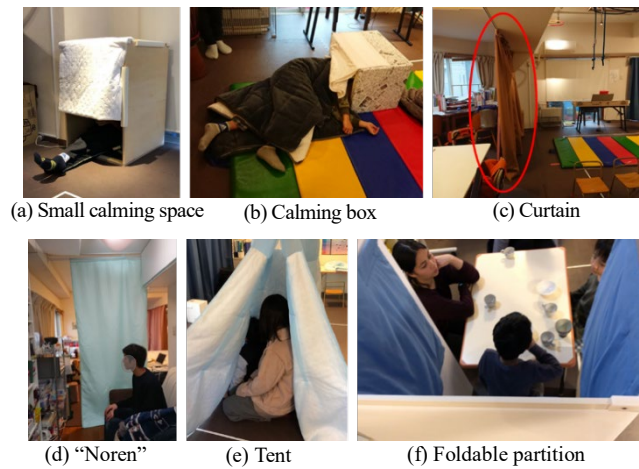 (a) Small calming space
(b) Calming box
(c) Curtain
(d) “Noren”
(e) Tent
(f) Foldable partition